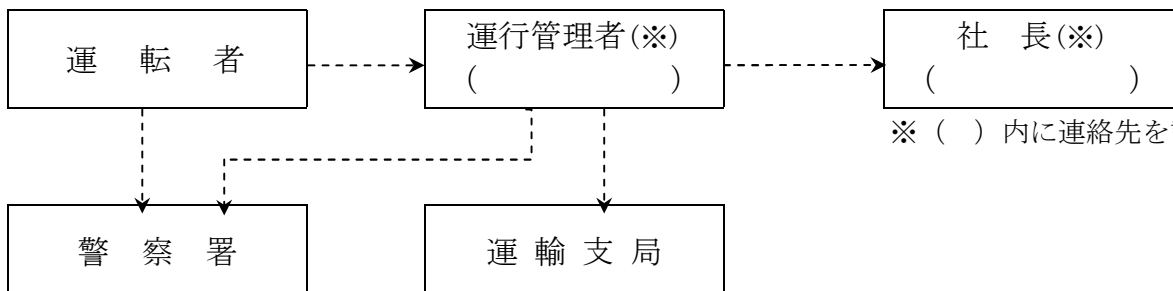 運 転 者
運行管理者(※)
(　　　　　)
社 長(※)
(　　　　　)
※（　）内に連絡先を
警 察 署
運 輸 支 局